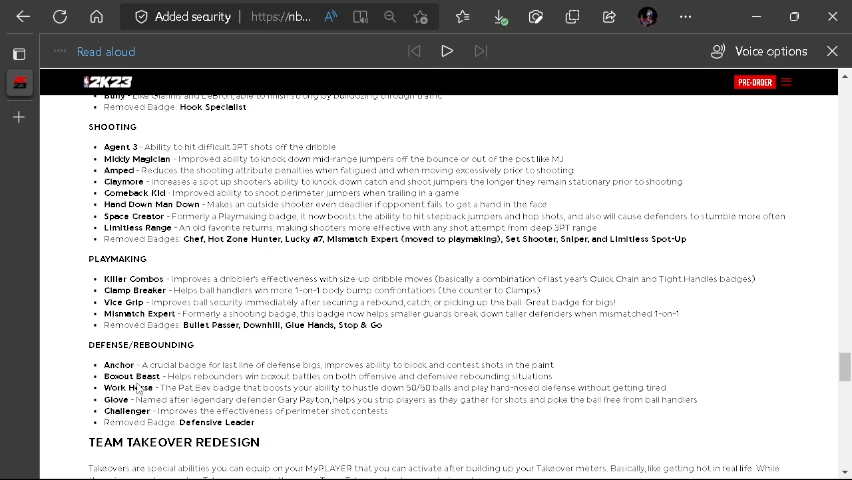 Added security
https://nb...
Read aloud
Voice options
NBA 2K23
PRE-ORDER
Bully - Like Giannis and LeBron, able to finish strong by bulldozing through traffic
Removed Badge: Hook Specialist
SHOOTING
Agent 3 - Ability to hit difficult 3PT shots off the dribble
Middy Magician - Improved ability to knock down mid-range jumpers off the bounce or out of the post like MJ
Amped - Reduces the shooting attribute penalties when fatigued and when moving excessively prior to shooting
Claymore - Increases a spot up shooter's ability to knock down catch and shoot jumpers the longer they remain stationary prior to shooting
Comeback Kid - Improved ability to shoot perimeter jumpers when trailing in a game
Hand Down Man Down - Makes an outside shooter even deadlier if opponent fails to get a hand in the face
Space Creator - Formerly a Playmaking badge, it now boosts the ability to hit stepback jumpers and hop shots, and also will cause defenders to stumble more often
Limitless Range - An old favorite returns, making shooters more effective with any shot attempt from deep 3PT range
Removed Badges: Chef, Hot Zone Hunter, Lucky #7, Mismatch Expert (moved to playmaking), Set Shooter, Sniper, and Limitless Spot-Up
PLAYMAKING
Killer Combos - Improves a dribbler's effectiveness with size-up dribble moves (basically a combination of last year's Quick Chain and Tight Handles badges)
Clamp Breaker - Helps ball handlers win more 1-on-1 body bump confrontations (the counter to Clamps)
Vice Grip - Improves ball security immediately after securing a rebound, catch, or picking up the ball. Great badge for bigs!
Mismatch Expert - Formerly a shooting badge, this badge now helps smaller guards break down taller defenders when mismatched 1-on-1
Removed Badges: Bullet Passer, Downhill, Glue Hands, Stop & Go
DEFENSE/REBOUNDING
Anchor - A crucial badge for last line of defense bigs, improves ability to block and contest shots in the paint
Boxout Beast - Helps rebounders win boxout battles on both offensive and defensive rebounding situations
Work Horse - The Pat Bev badge that boosts your ability to hustle down 50/50 balls and play hard-nosed defense without getting tired
Glove - Named after legendary defender Gary Payton, helps you strip players as they gather for shots and poke the ball free from ball handlers
Challenger - Improves the effectiveness of perimeter shot contests
Removed Badge: Defensive Leader
TEAM TAKEOVER REDESIGN
Takeovers are special abilities you can equip on your MyPLAYER that you can activate after building up your Takeover meters. Basically, like getting hot in real life. While